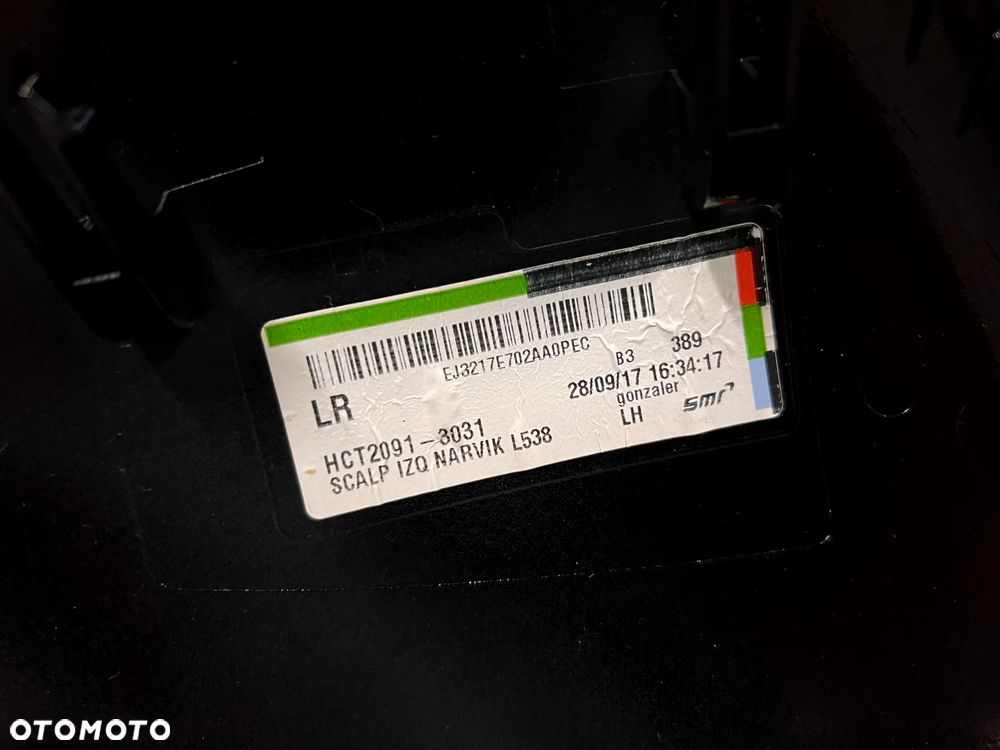 EJ3217E702AA0PEC
B3 389
LR
28/09/17 16:34:17
gonzaler
HCT2091-3031
LH smr
SCALP IZQ NARVIK L538
OTOMOTO